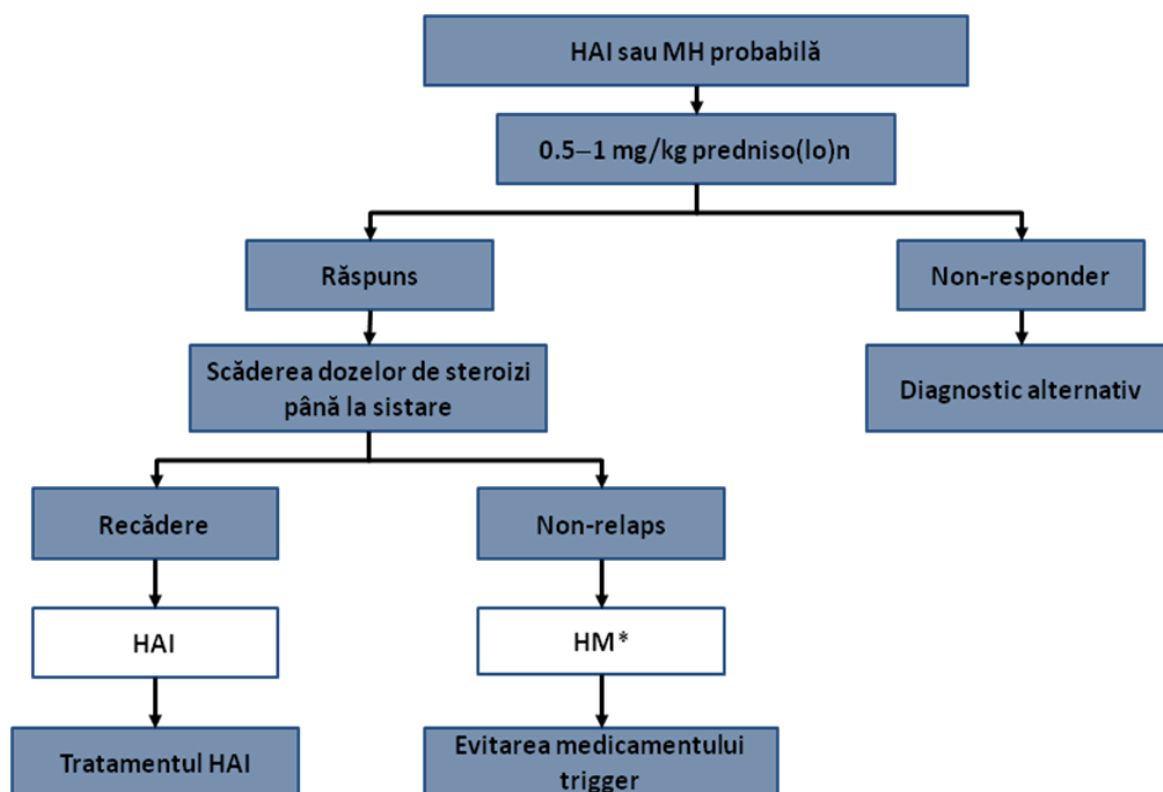 HAI sau MH probabilă
0.5–1 mg/kg predniso(lo)n
Răspuns
Non-responder
Scăderea dozelor de steroizi
până la sistare
Diagnostic alternativ
Recădere
Non-relaps
HAI
HM*
Tratamentul HAI
Evitarea medicamentului
trigger